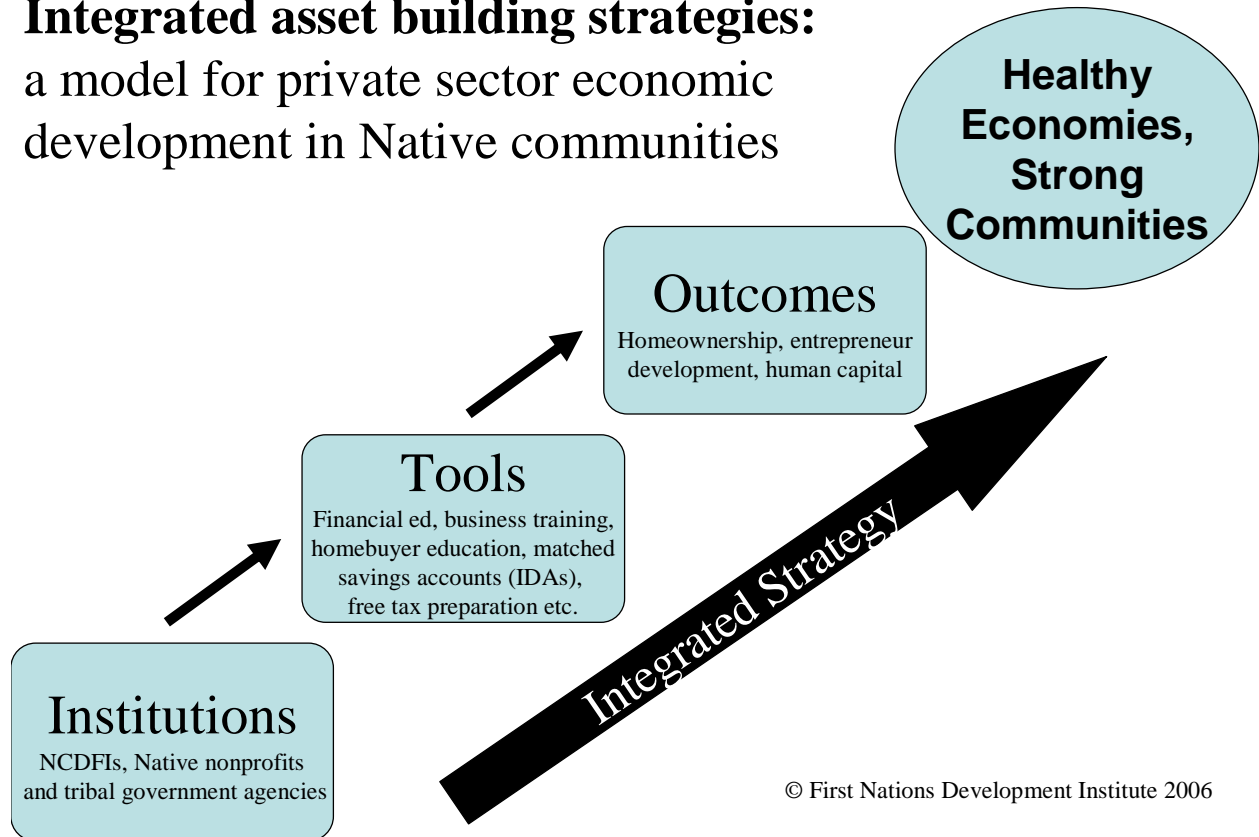 Integrated asset building strategies:
a model for private sector economic
development in Native communities
Healthy
Economies,
Strong
Communities
Outcomes
Homeownership, entrepreneur
development, human capital
Tools
Financial ed, business training,
homebuyer education, matched
savings accounts (IDAs),
free tax preparation etc.
Integrated Strategy
Institutions
NCDFIs, Native nonprofits
and tribal government agencies
© First Nations Development Institute 2006